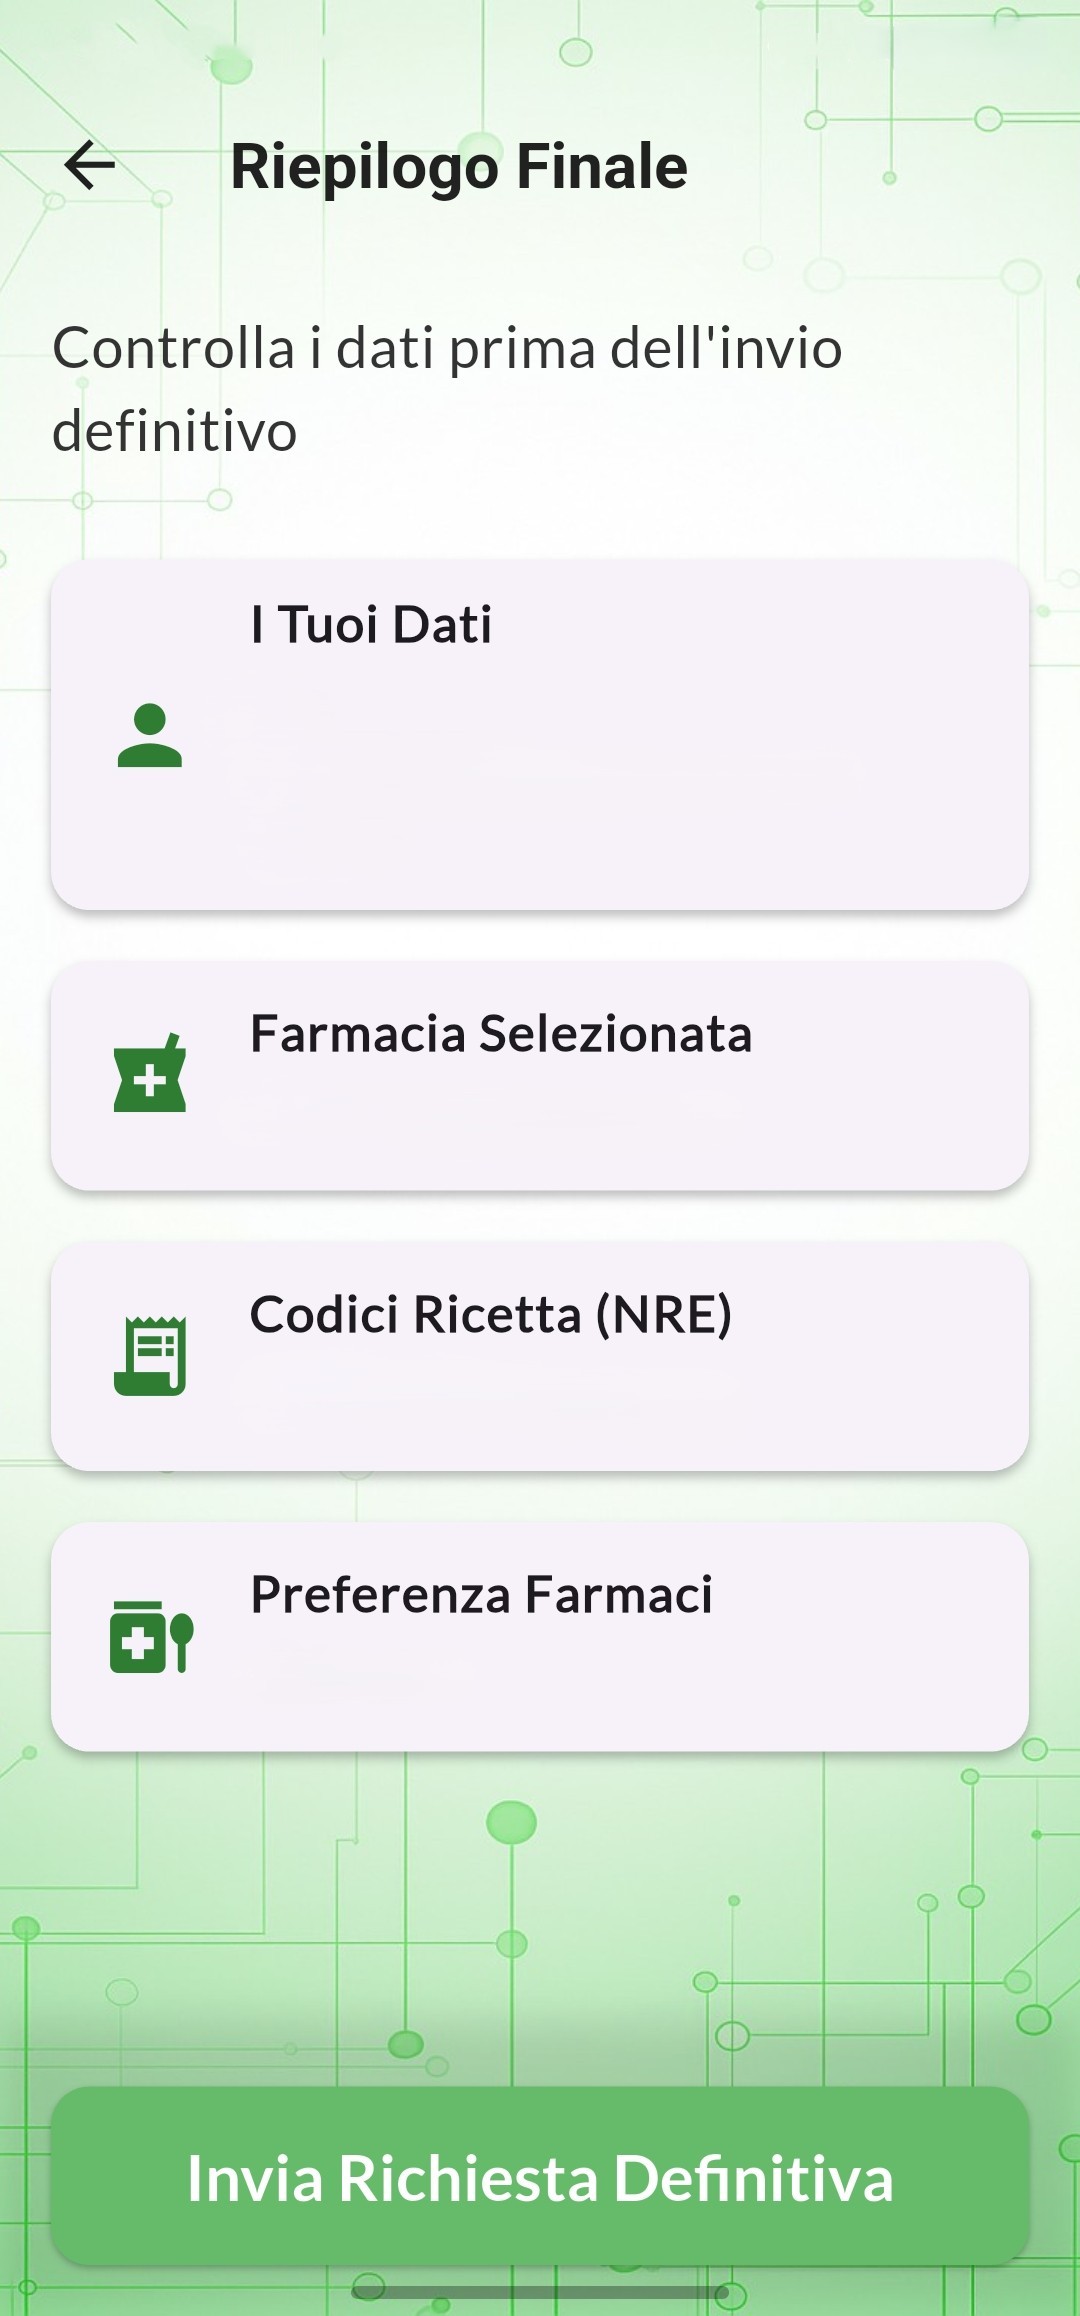 Riepilogo Finale
Controlla i dati prima dell'invio
definitivo
I Tuoi Dati
Farmacia Selezionata
Codici Ricetta (NRE)
Preferenza Farmaci
Invia Richiesta Definitiva